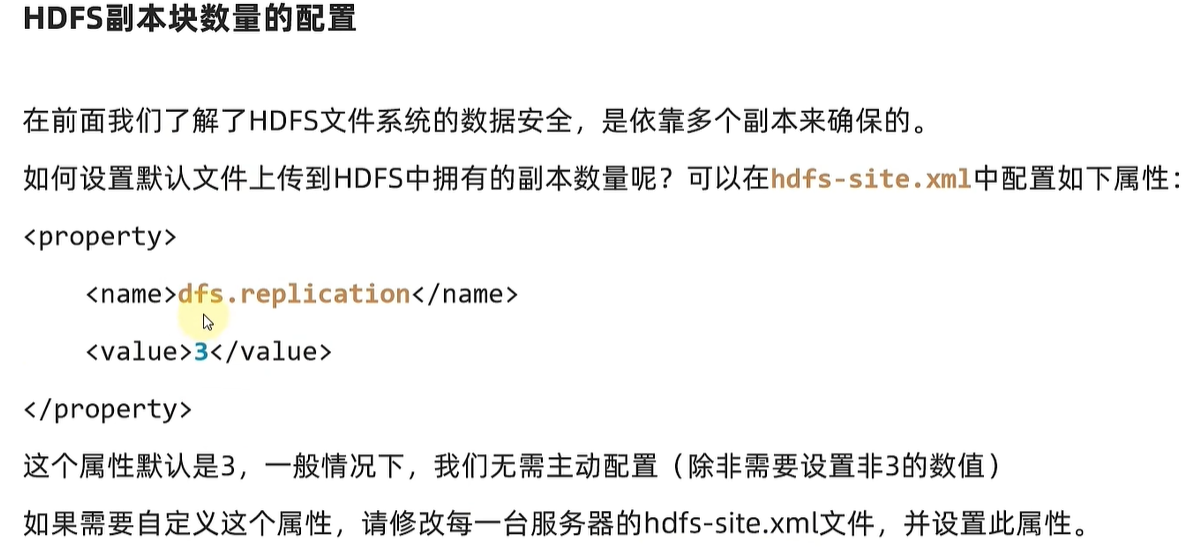 HDFS副本块数量的配置
在前面我们了解了HDFS文件系统的数据安全，是依靠多个副本来确保的。
如何设置默认文件上传到HDFS中拥有的副本数量呢？可以在hdfs-site.xml中配置如下属性：
<property>
    <name>dfs.replication</name>
    <value>3</value>
</property>
这个属性默认是3，一般情况下，我们无需主动配置（除非需要设置非3的数值）
如果需要自定义这个属性，请修改每一台服务器的hdfs-site.xml文件，并设置此属性。